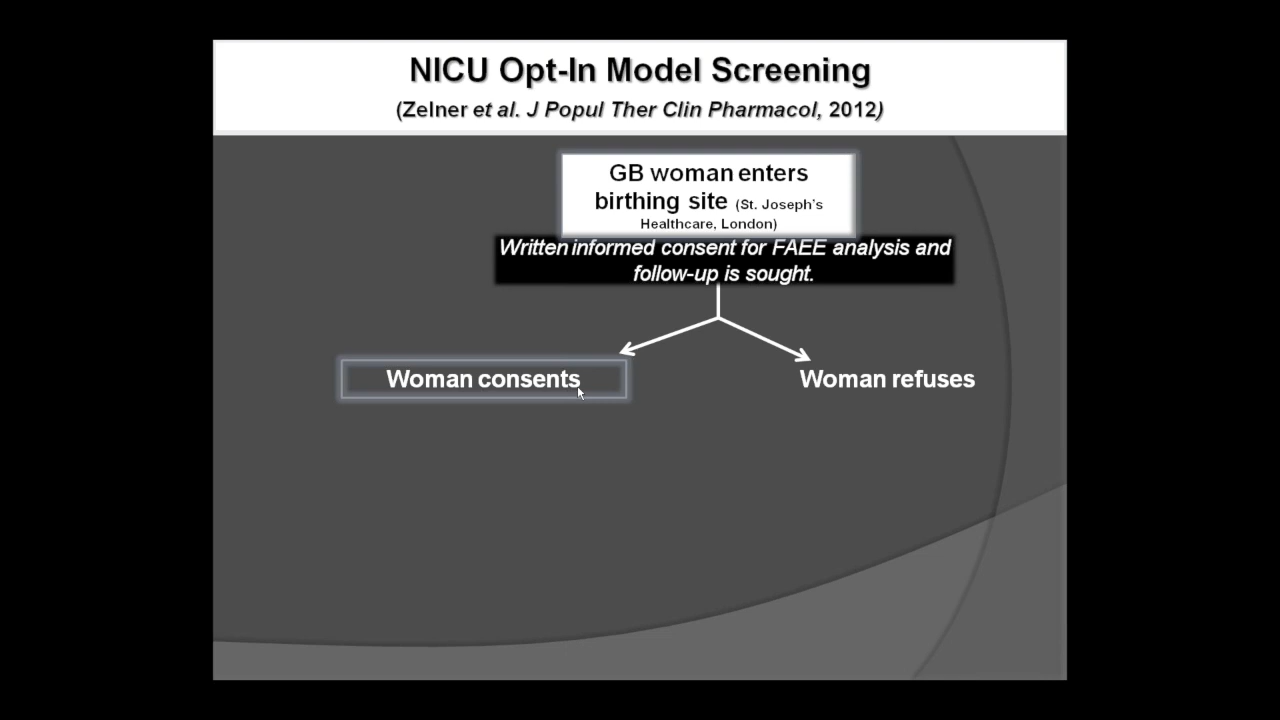 NICU Opt-In Model Screening
(Zelner et al. J Popul Ther Clin Pharmacol, 2012)
GB woman enters
birthing site (St. Joseph's
Healthcare, London)
Written informed consent for FAEE analysis and
follow-up is sought.
Woman consents
Woman refuses